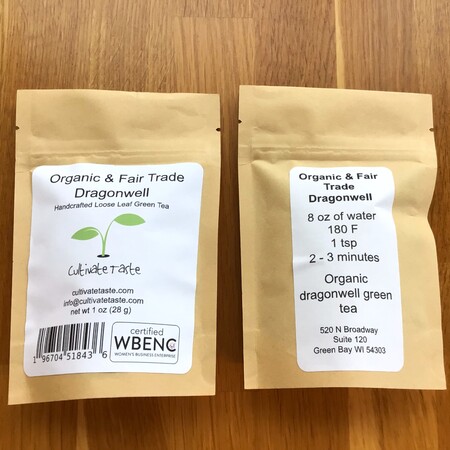 Organic & Fair Trade
Dragonwell
Handcrafted Loose Leaf Green Tea
Cultivate Taste
cultivatetaste.com
info@cultivatetaste.com
net wt 1 oz (28 g)
1 96704 51843 6
certified
WBENC
WOMEN'S BUSINESS ENTERPRISE
Organic & Fair
Trade
Dragonwell
8 oz of water
180 F
1 tsp
2 - 3 minutes
Organic
dragonwell green
tea
520 N Broadway
Suite 120
Green Bay WI 54303